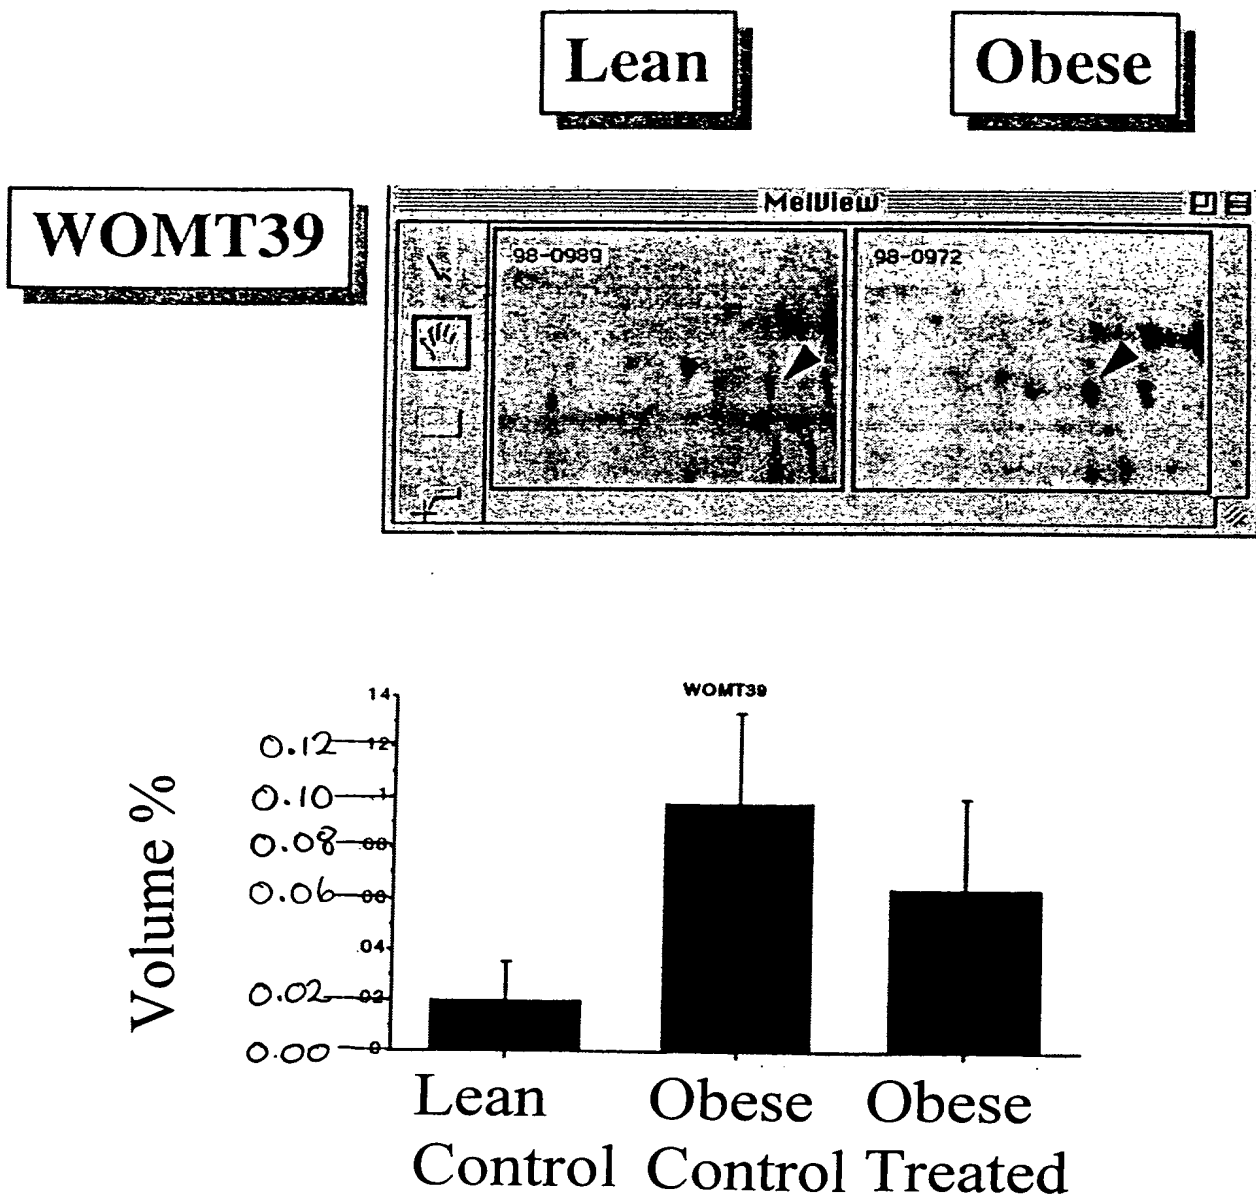 Lean
Obese
WOMT39
MelView
98-0989
98-0972
WOMT39
14
0.12 12
0.10 .1
0.08 .08
0.06 06
.04
0.02 02
0.00 0
Volume %
Lean Control
Obese Control
Obese Treated